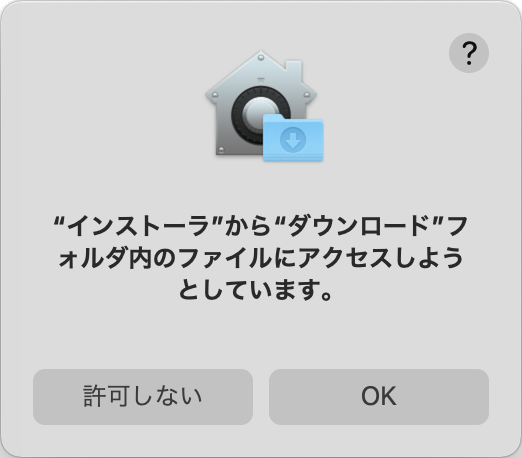 ?
“インストーラ”から“ダウンロード”フ
ォルダ内のファイルにアクセスしよう
としています。
許可しない
OK